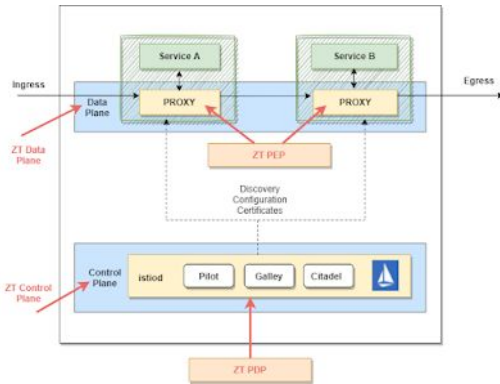 Service A
Service B
Ingress
Egress
Data
Plane
PROXY
PROXY
ZT Data
Plane
ZT PEP
Discovery
Configuration
Certificates
Control
Plane
istiod
Pilot
Galley
Citadel
ZT Control
Plane
ZT PDP